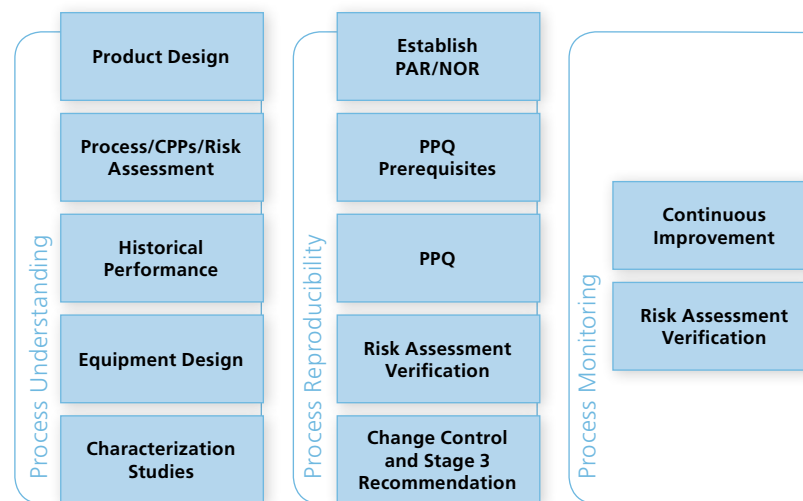 Process Understanding
Product Design
Process/CPPs/Risk
Assessment
Historical
Performance
Equipment Design
Characterization
Studies
Process Reproducibility
Establish
PAR/NOR
PPQ
Prerequisites
PPQ
Risk Assessment
Verification
Change Control
and Stage 3
Recommendation
Process Monitoring
Continuous
Improvement
Risk Assessment
Verification